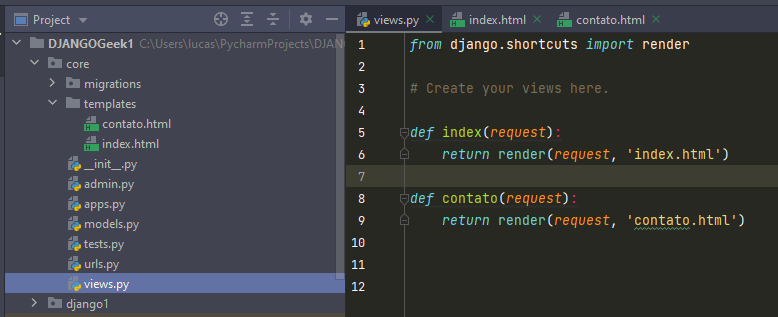 Project
DJANGOGeek1 C:\Users\lucas\PycharmProjects\DJAN
core
migrations
templates
contato.html
index.html
__init__.py
admin.py
apps.py
models.py
tests.py
urls.py
views.py
django1
views.py index.html contato.html
1 from django.shortcuts import render
2
3 # Create your views here.
4
5 def index(request):
6 return render(request, 'index.html')
7
8 def contato(request):
9 return render(request, 'contato.html')
10
11
12